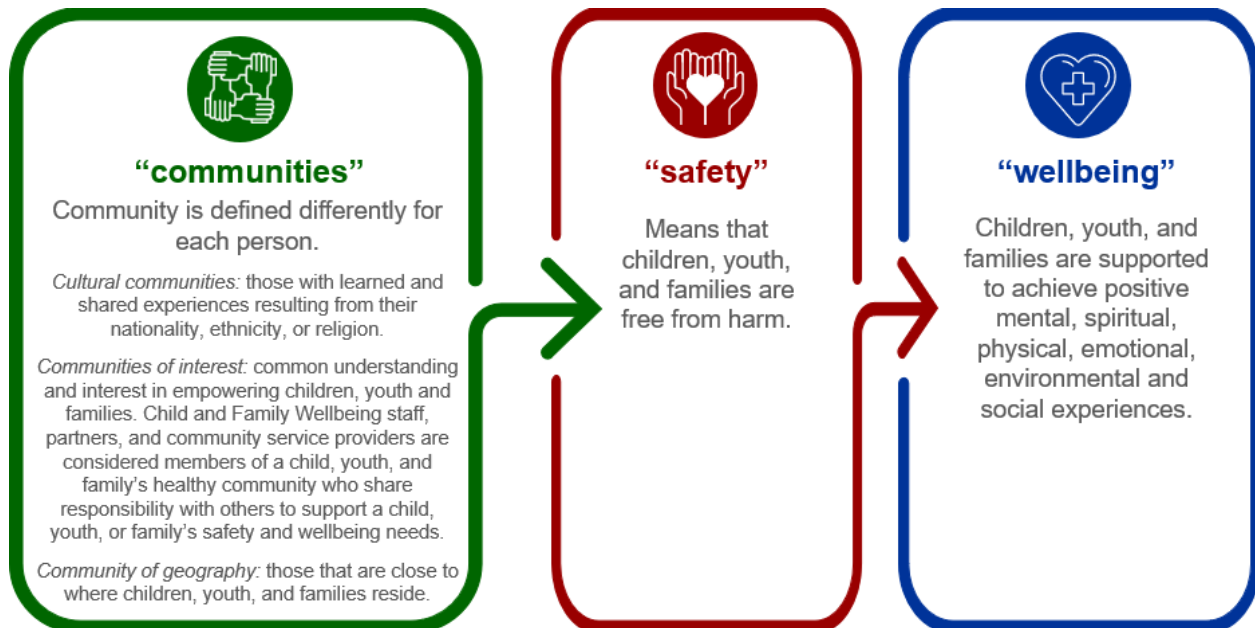 “communities”
Community is defined differently for
each person.
Cultural communities: those with learned and
shared experiences resulting from their
nationality, ethnicity, or religion.
Communities of interest: common understanding
and interest in empowering children, youth and
families. Child and Family Wellbeing staff,
partners, and community service providers are
considered members of a child, youth, and
family’s healthy community who share
responsibility with others to support a child,
youth, or family’s safety and wellbeing needs.
Community of geography: those that are close to
where children, youth, and families reside.
“safety”
Means that
children, youth,
and families are
free from harm.
“wellbeing”
Children, youth, and
families are supported
to achieve positive
mental, spiritual,
physical, emotional,
environmental and
social experiences.